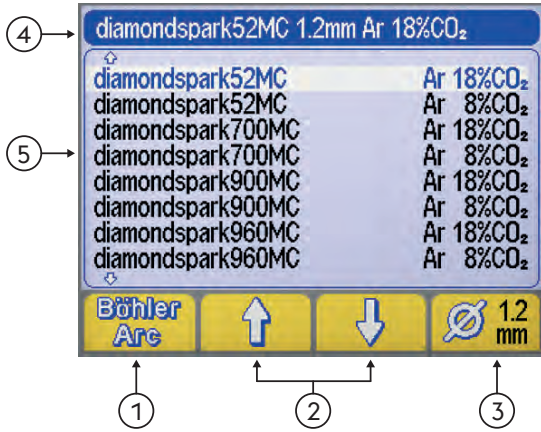 ④ diamondspark52MC 1.2mm Ar 18%CO₂
diamondspark52MC Ar 18%CO₂
diamondspark52MC Ar 8%CO₂
⑤ diamondspark700MC Ar 18%CO₂
diamondspark700MC Ar 8%CO₂
diamondspark900MC Ar 18%CO₂
diamondspark900MC Ar 8%CO₂
diamondspark960MC Ar 18%CO₂
diamondspark960MC Ar 8%CO₂
Böhler
Arc
1.2
mm
① ② ③